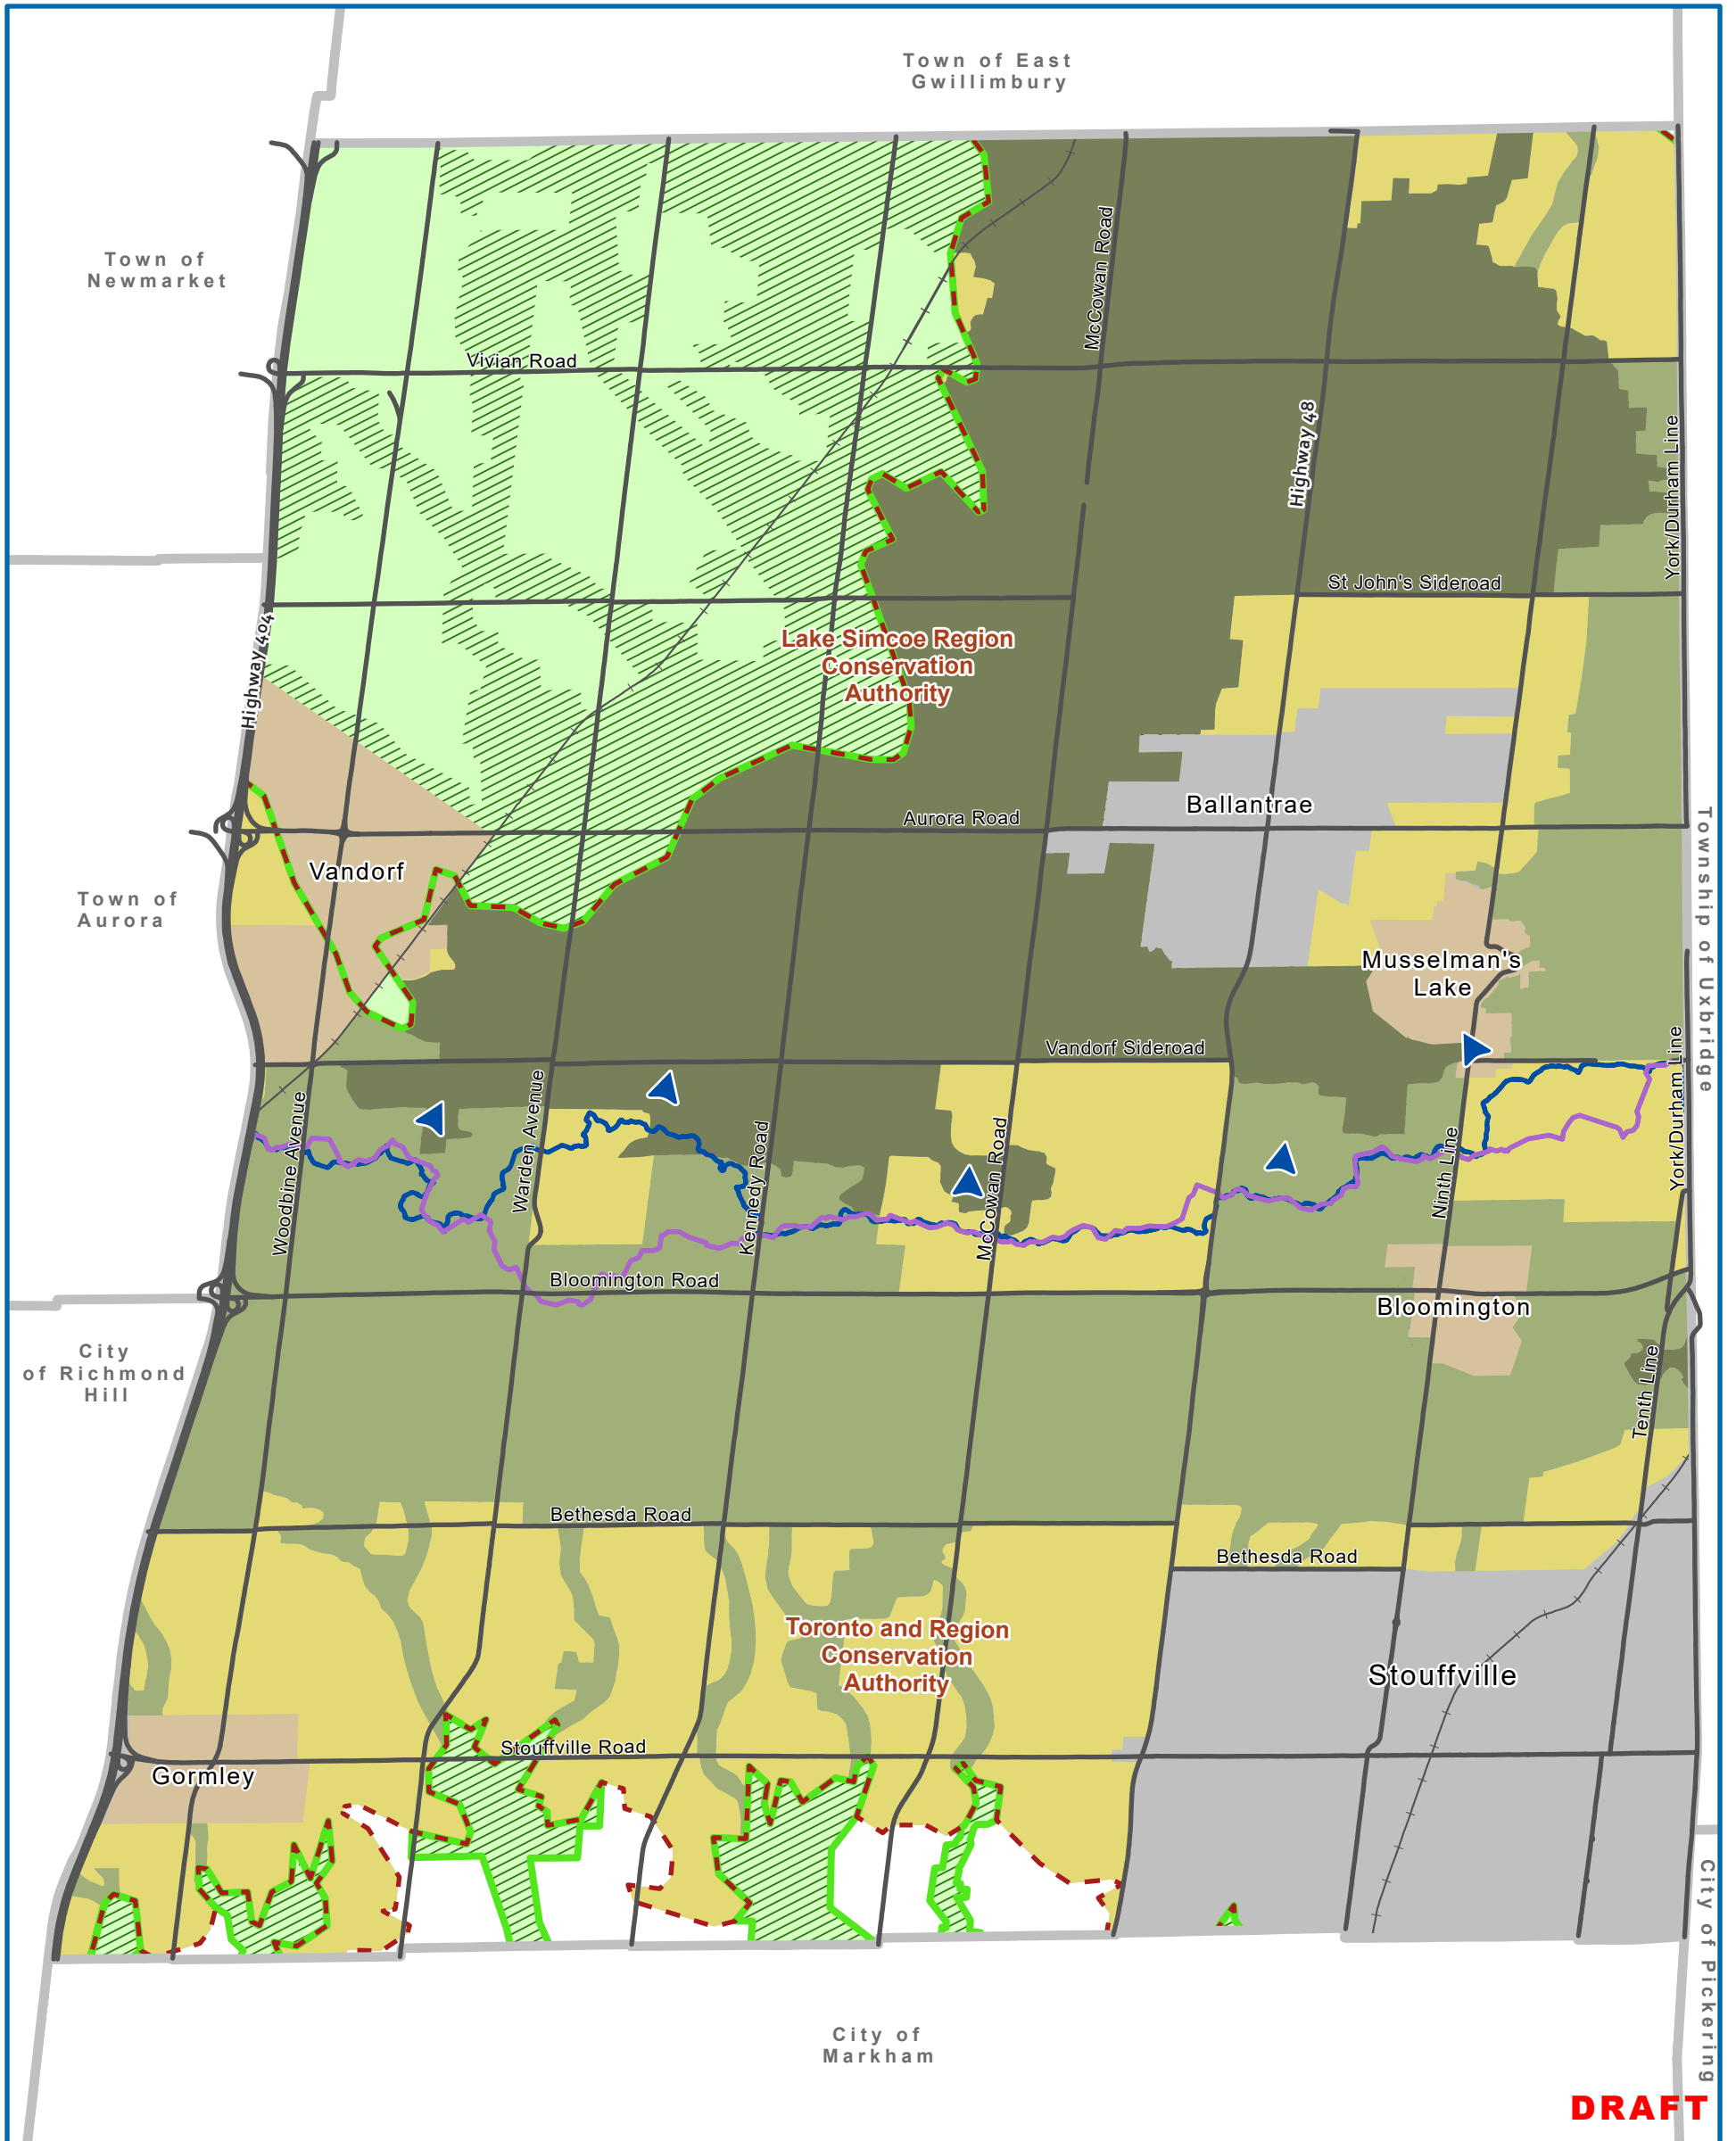 Town of East
Gwillimbury
Town of
Newmarket
McCowan Road
Vivian Road
Highway 48
York/Durham Line
St John's Sideroad
Highway 404
Lake Simcoe Region
Conservation
Authority
Ballantrae
Aurora Road
Township of Uxbridge
Vandorf
Town of
Aurora
Musselman's
Lake
Vandorf Sideroad
York/Durham Line
Woodbine Avenue
Warden Avenue
Kennedy Road
McCowan Road
Ninth Line
Bloomington Road
Bloomington
City
of Richmond
Hill
Tenth Line
Bethesda Road
Bethesda Road
Toronto and Region
Conservation
Authority
Stouffville
Stouffville Road
Gormley
City of Pickering
City of
Markham
DRAFT